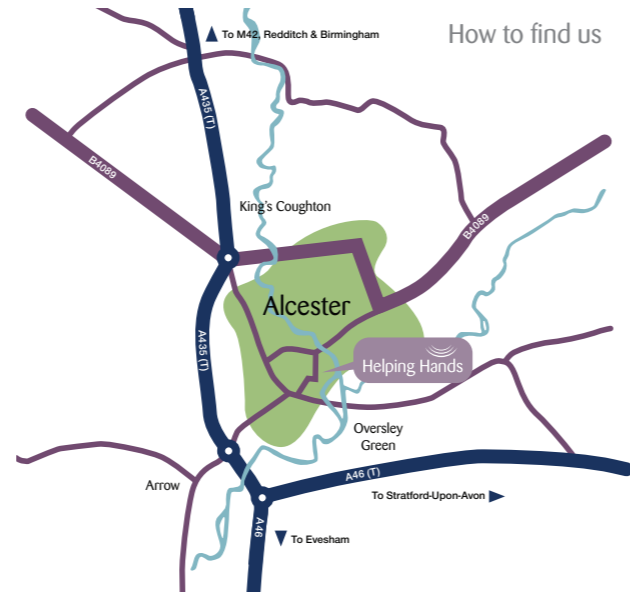 How to find us
To M42, Redditch & Birmingham
A435 (T)
B4089
King's Coughton
B4089
Alcester
A435 (T)
Helping Hands
Oversley
Green
Arrow
A46 (T)
To Stratford-Upon-Avon
A46
To Evesham